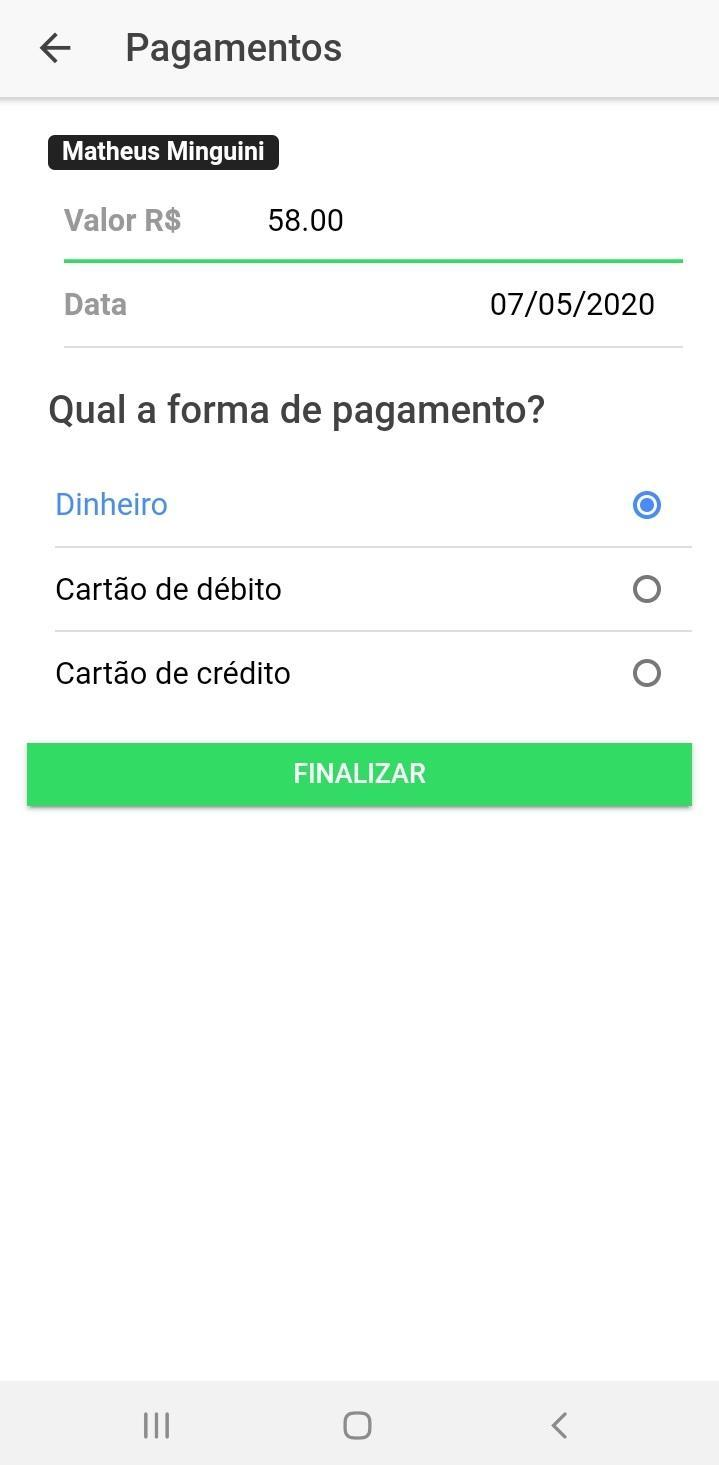 Pagamentos
Matheus Minguini
Valor R$ 58.00
Data 07/05/2020
Qual a forma de pagamento?
Dinheiro
Cartão de débito
Cartão de crédito
FINALIZAR